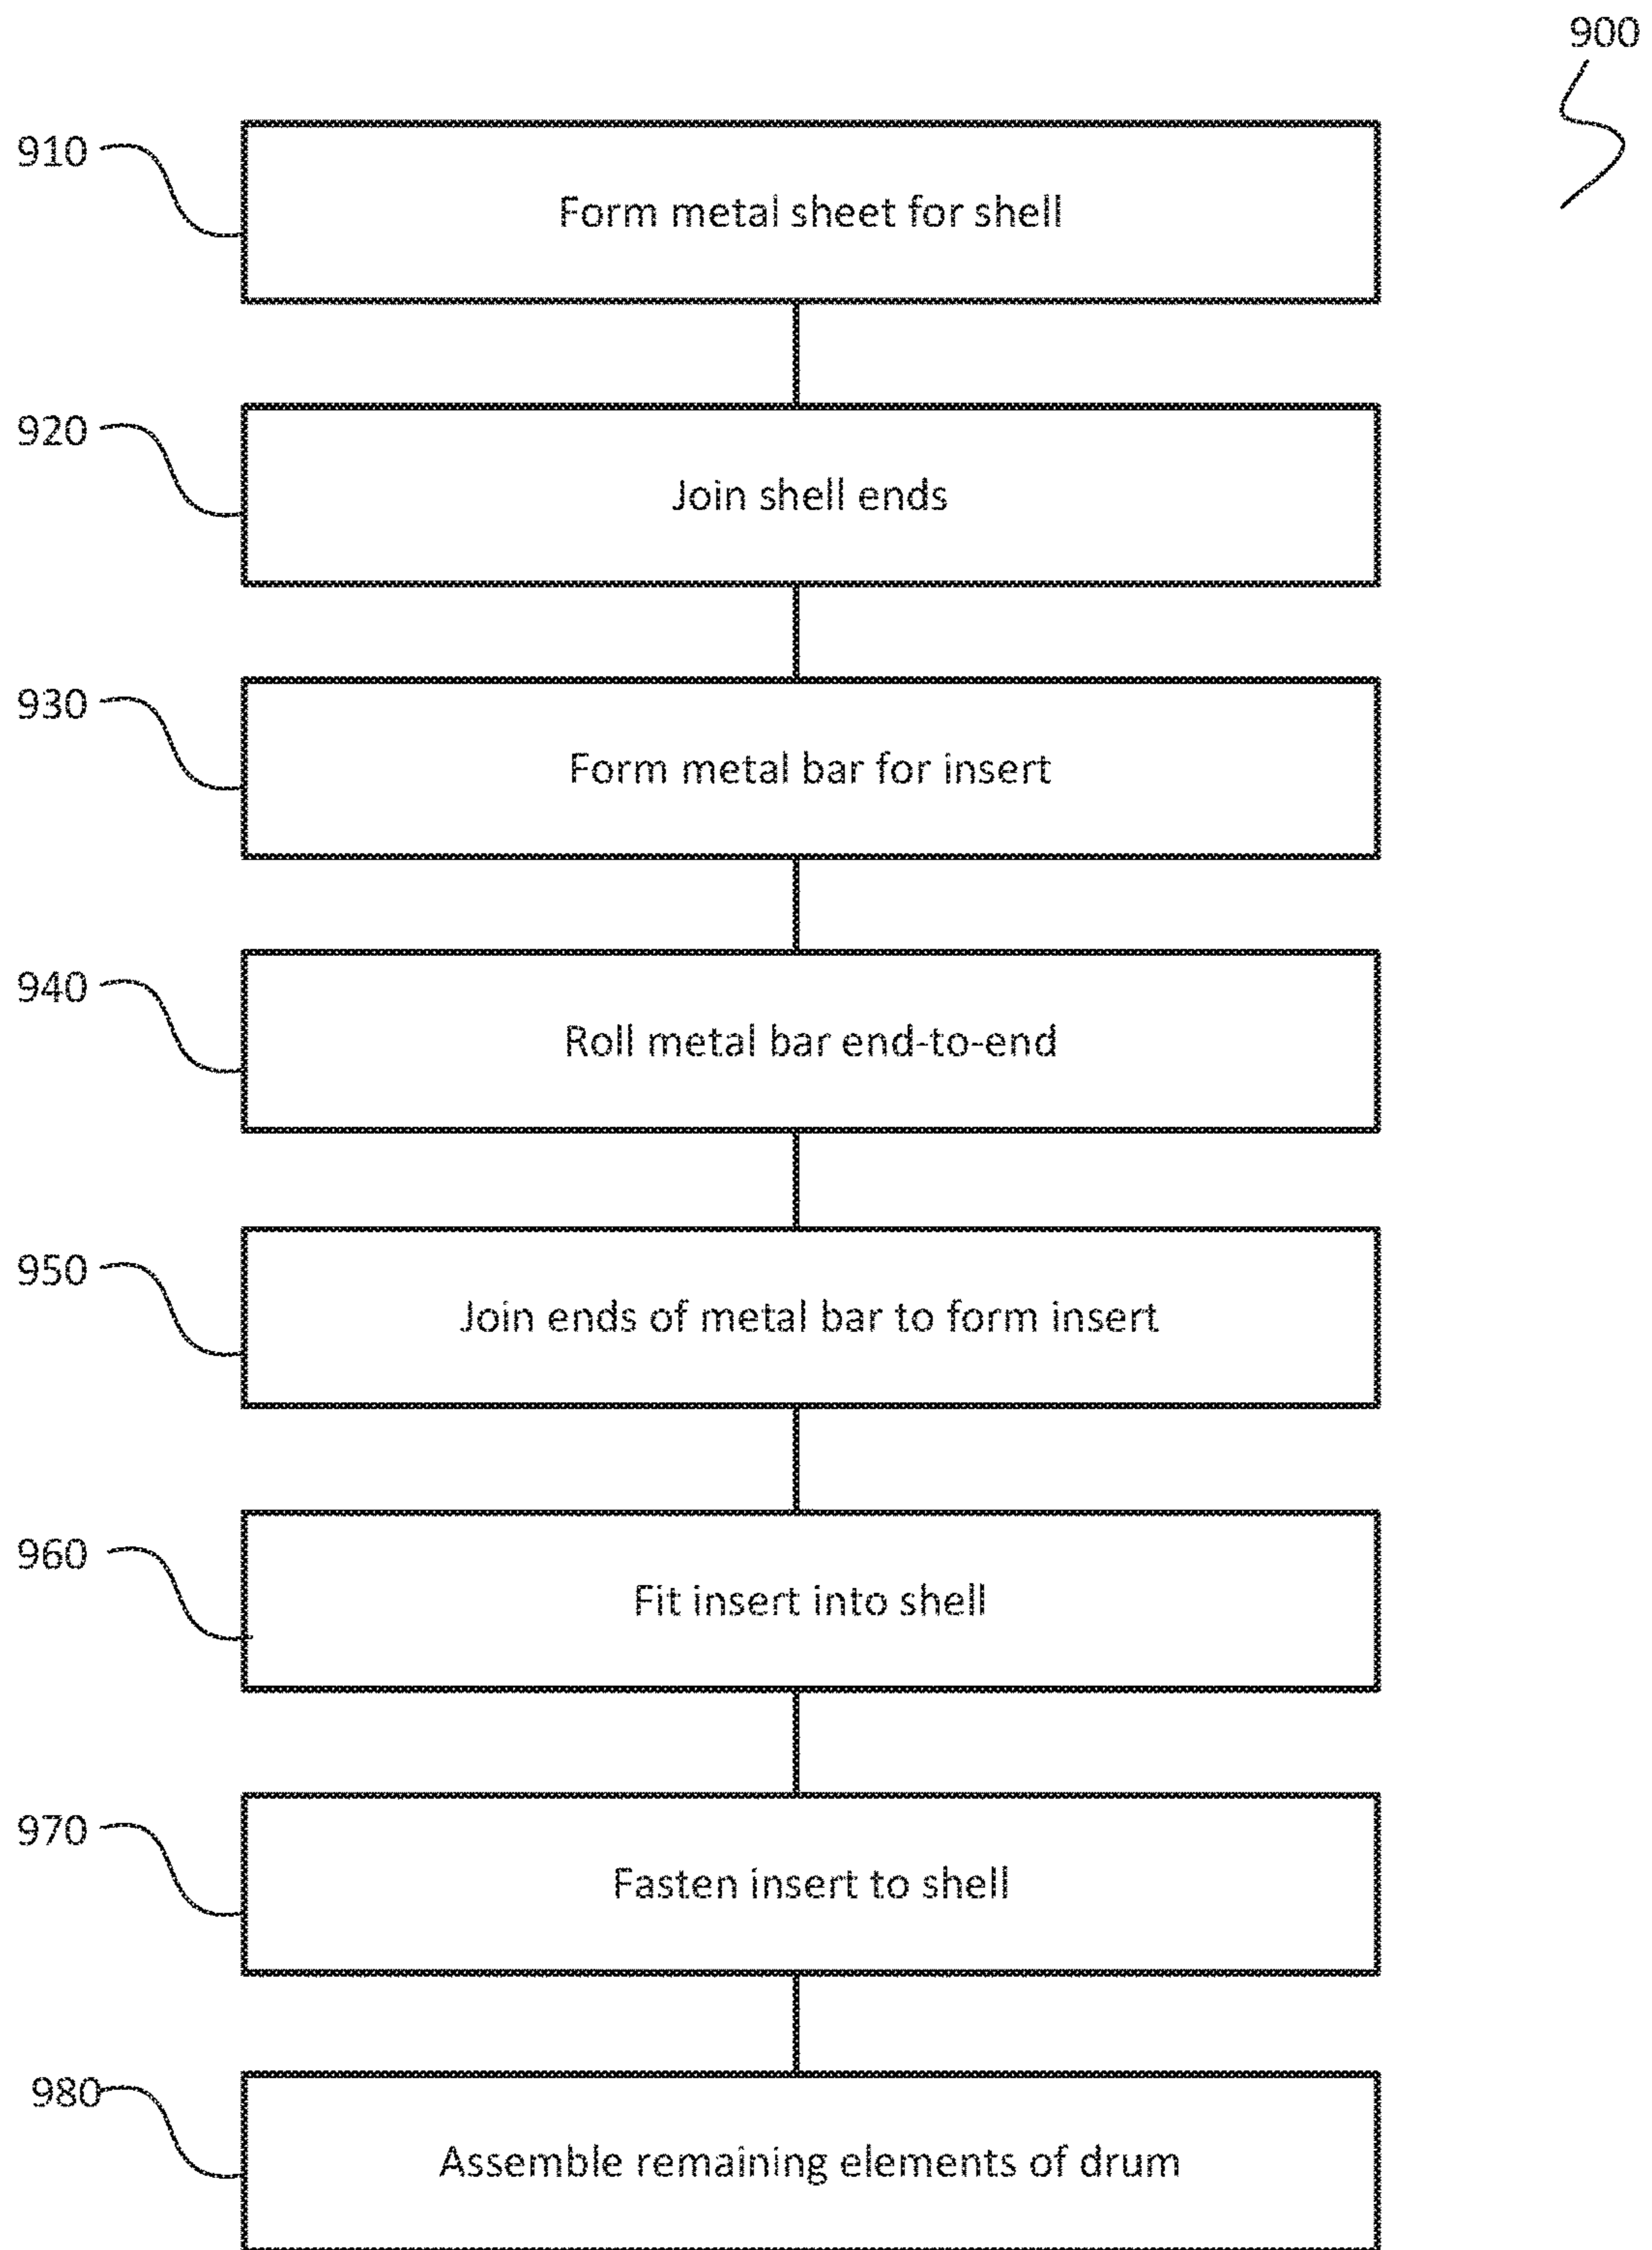 900
910
Form metal sheet for shell
920
Join shell ends
930
Form metal bar for insert
940
Roll metal bar end-to-end
950
Join ends of metal bar to form insert
960
Fit insert into shell
970
Fasten insert to shell
980
Assemble remaining elements of drum